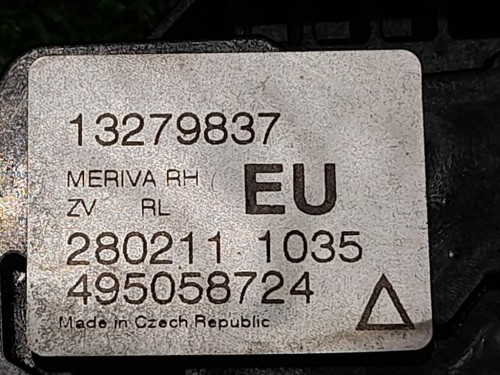 13279837
MERIVA RH EU
ZV RL
280211 1035
495058724
Made in Czech Republic